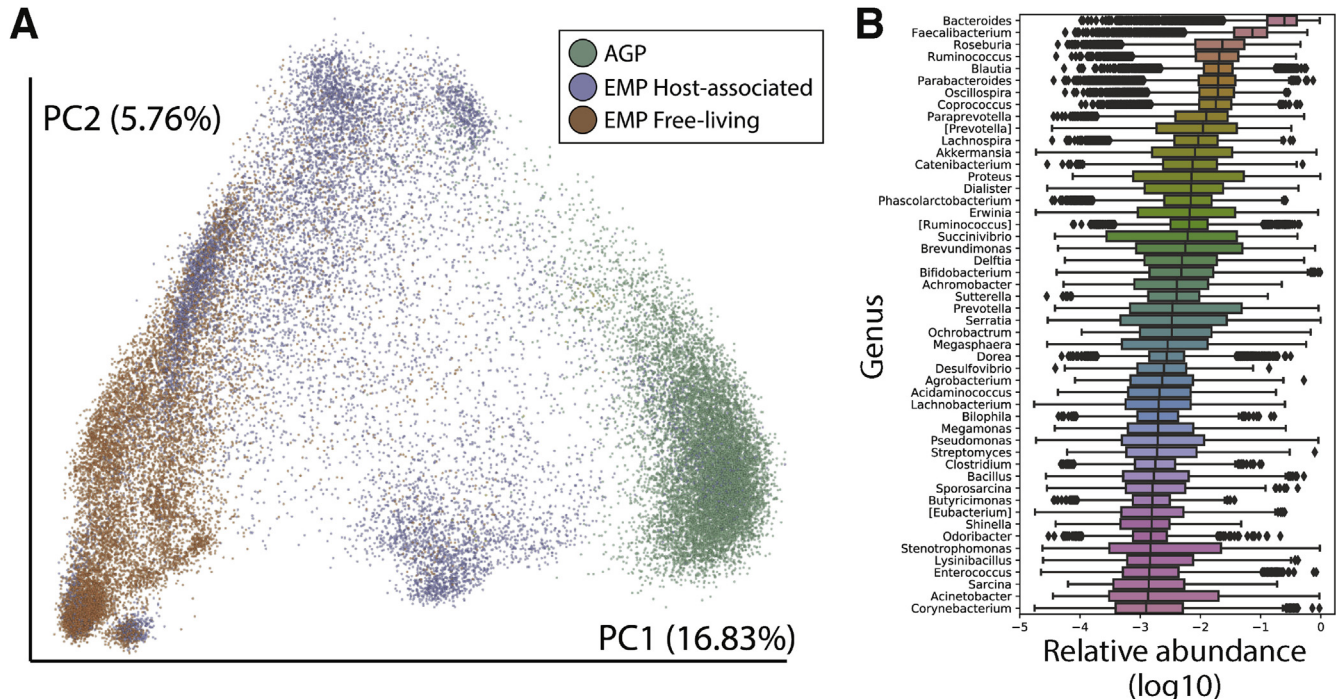 A
PC2 (5.76%)
AGP
EMP Host-associated
EMP Free-living
PC1 (16.83%)
B
Genus
Bacteroides
Faecalibacterium
Roseburia
Ruminococcus
Blautia
Parabacteroides
Oscillospira
Coprococcus
Paraprevotella
[Prevotella]
Lachnospira
Akkermansia
Catenibacterium
Proteus
Dialister
Phascolarctobacterium
Erwinia
[Ruminococcus]
Succinivibrio
Brevundimonas
Delftia
Bifidobacterium
Achromobacter
Sutterella
Prevotella
Serratia
Ochrobactrum
Megasphaera
Dorea
Desulfovibrio
Agrobacterium
Acidaminococcus
Lachnobacterium
Bilophila
Megamonas
Pseudomonas
Streptomyces
Clostridium
Bacillus
Sporosarcina
Butyricimonas
[Eubacterium]
Shinella
Odoribacter
Stenotrophomonas
Lysinibacillus
Enterococcus
Sarcina
Acinetobacter
Corynebacterium
−5 −4 −3 −2 −1 0
Relative abundance
(log10)